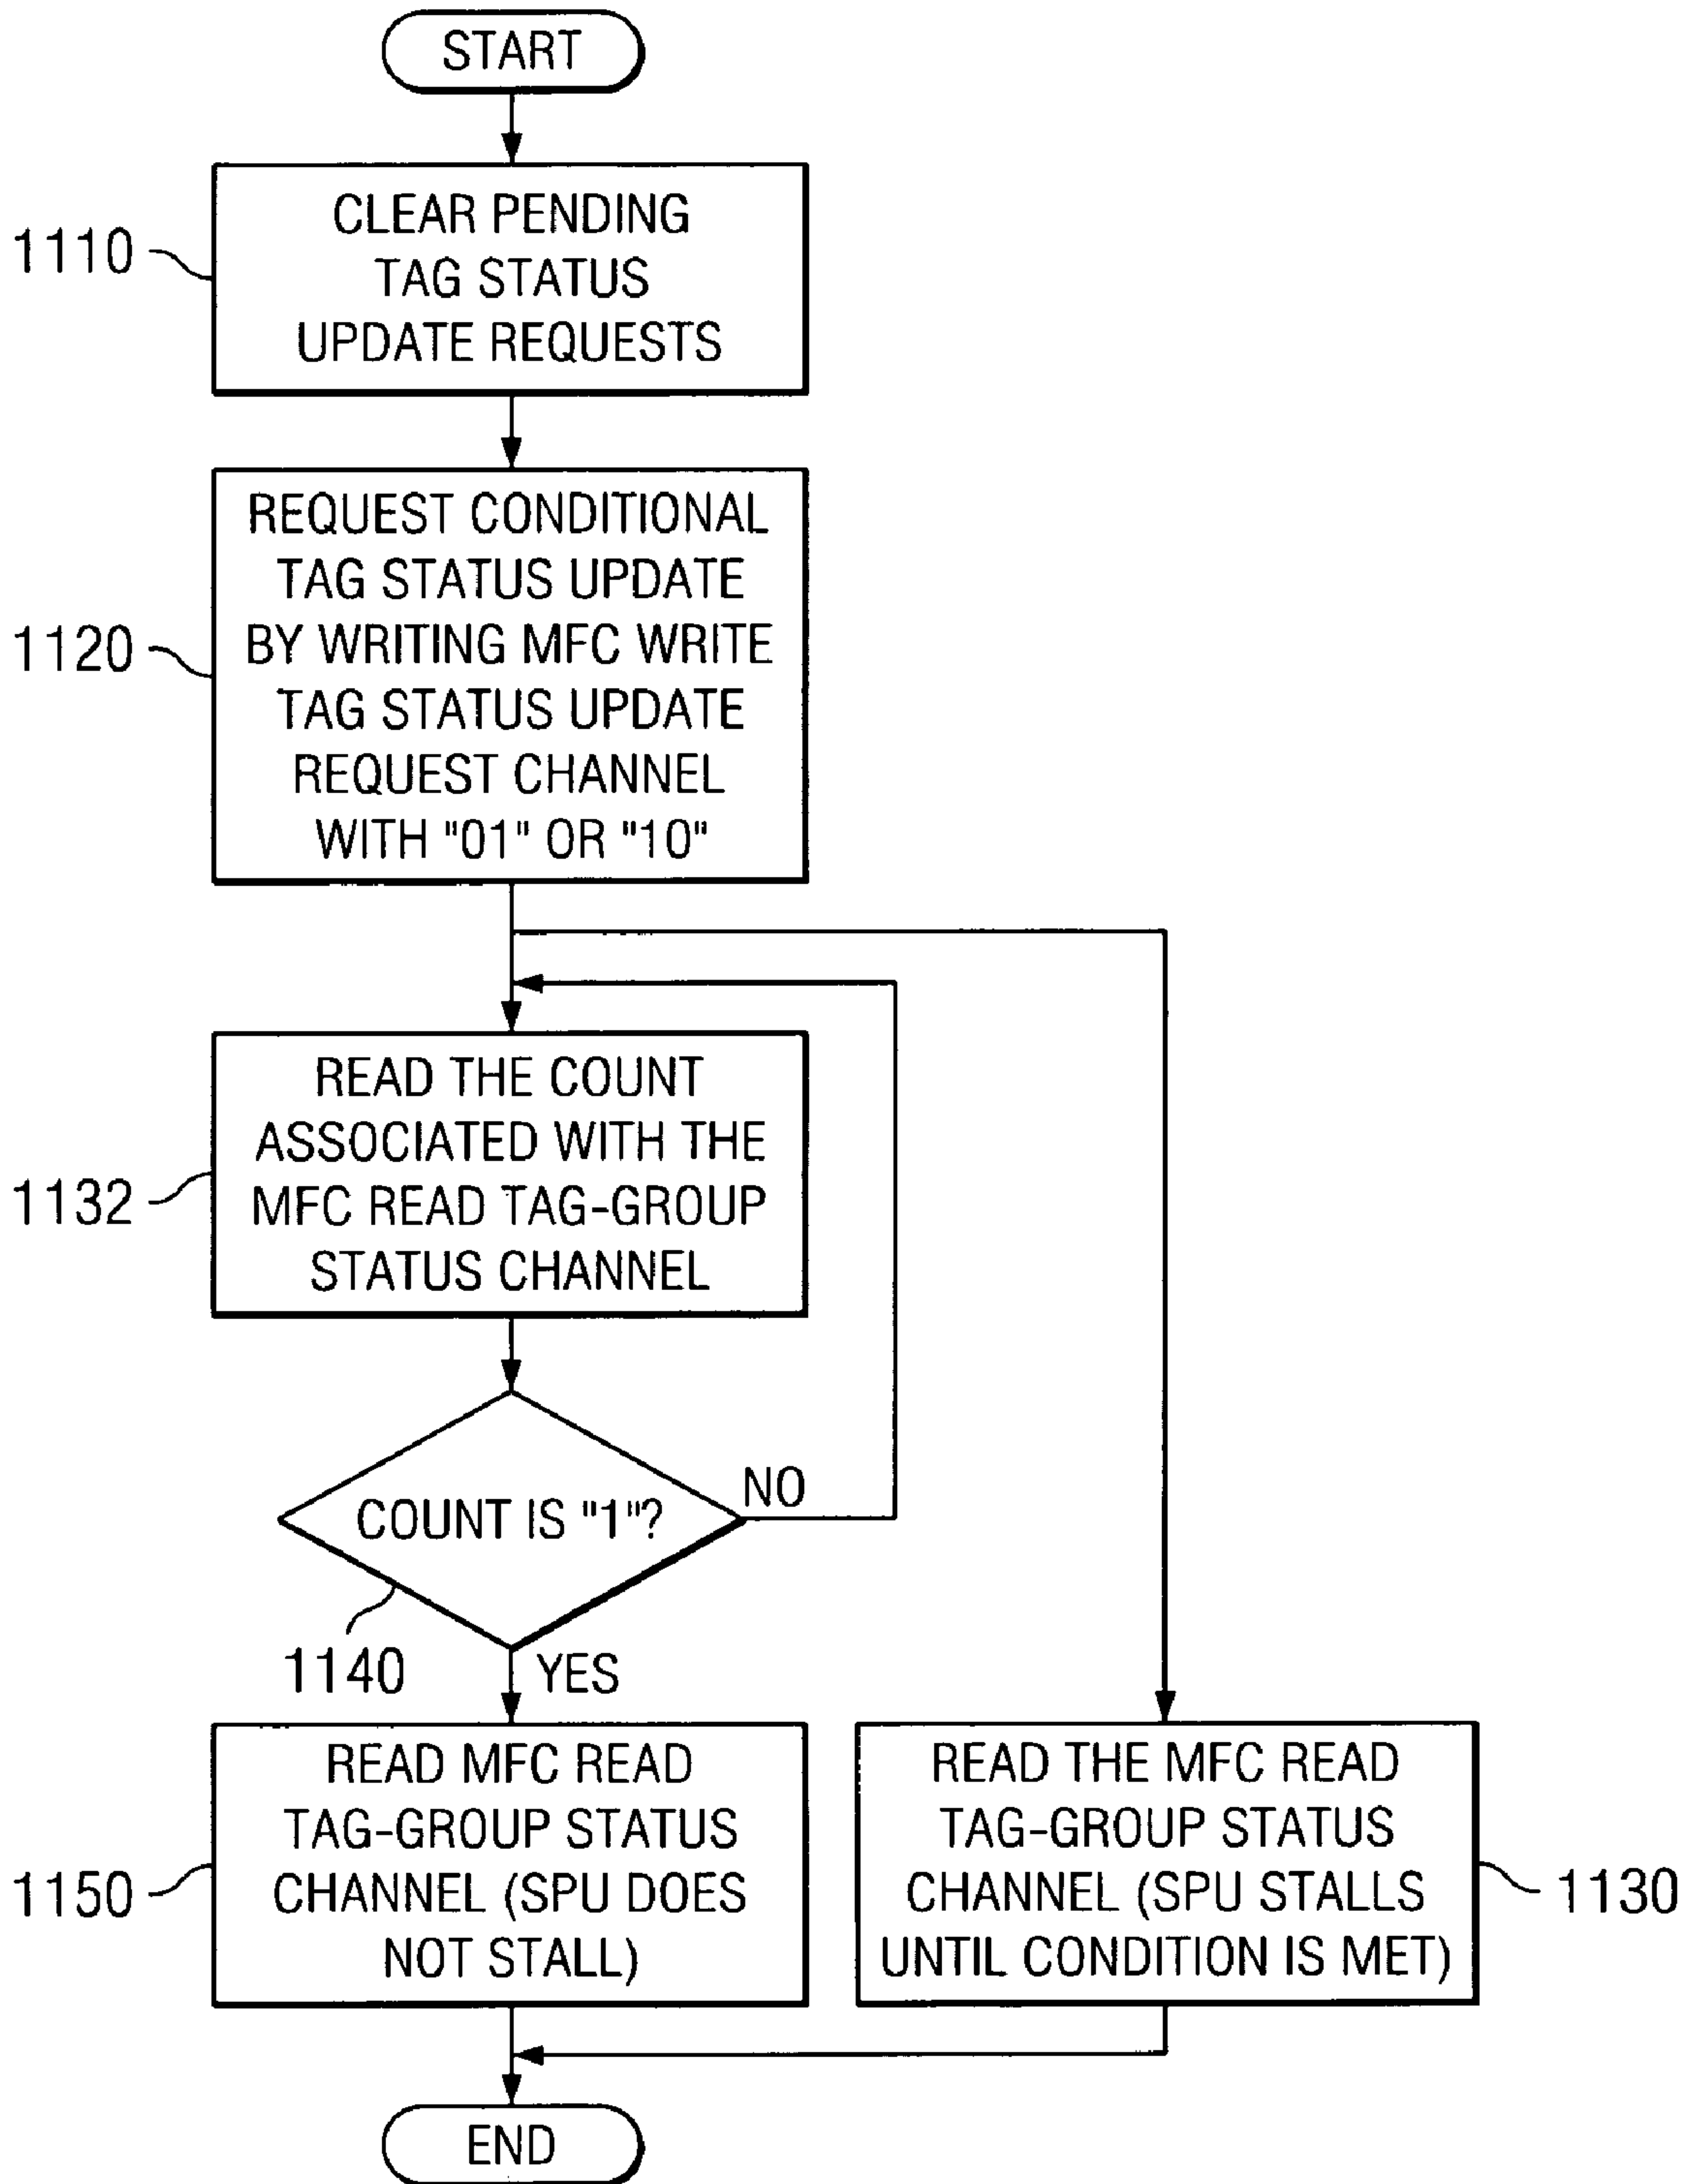 START
1110
CLEAR PENDING
TAG STATUS
UPDATE REQUESTS
1120
REQUEST CONDITIONAL
TAG STATUS UPDATE
BY WRITING MFC WRITE
TAG STATUS UPDATE
REQUEST CHANNEL
WITH "01" OR "10"
1132
READ THE COUNT
ASSOCIATED WITH THE
MFC READ TAG-GROUP
STATUS CHANNEL
COUNT IS "1"?
NO
1140
YES
1150
READ MFC READ
TAG-GROUP STATUS
CHANNEL (SPU DOES
NOT STALL)
READ THE MFC READ
TAG-GROUP STATUS
CHANNEL (SPU STALLS
UNTIL CONDITION IS MET)
1130
END